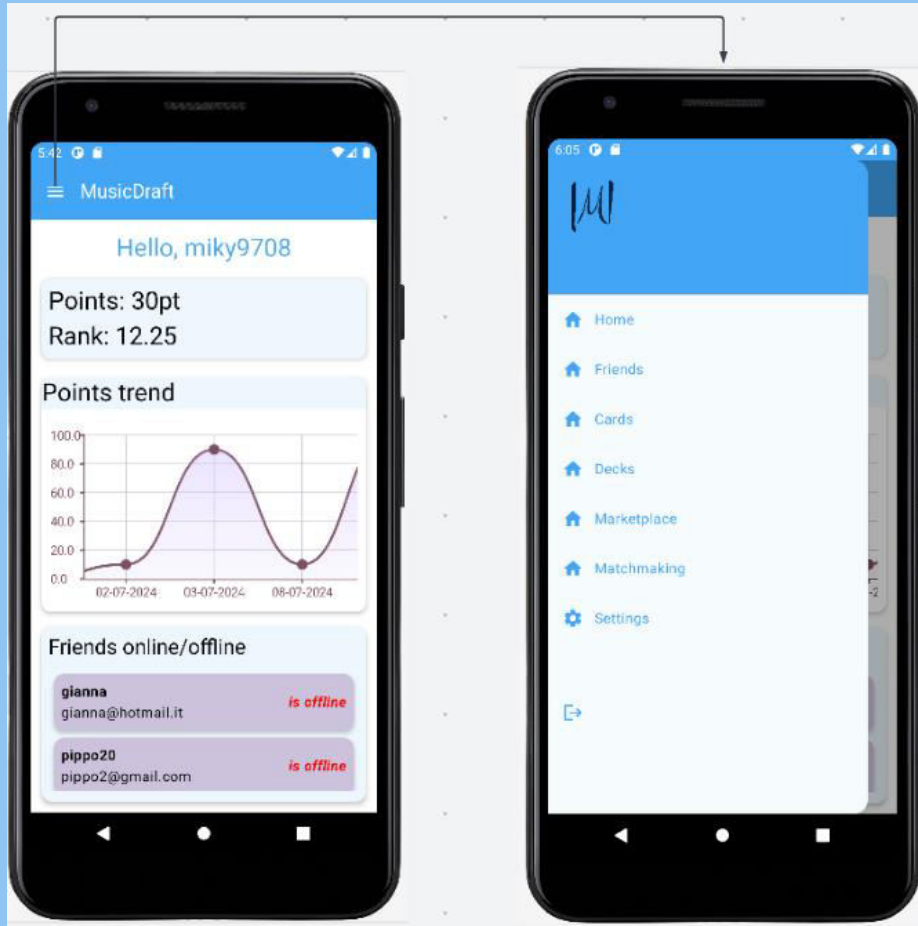 5:42
MusicDraft
Hello, miky9708
Points: 30pt
Rank: 12.25
Points trend
100.0
80.0
60.0
40.0
20.0
0.0
02-07-2024 03-07-2024 08-07-2024
Friends online/offline
gianna
is offline
gianna@hotmail.it
pippo20
is offline
pippo2@gmail.com
6:05
|M|
Home
Friends
Cards
Decks
Marketplace
Matchmaking
Settings